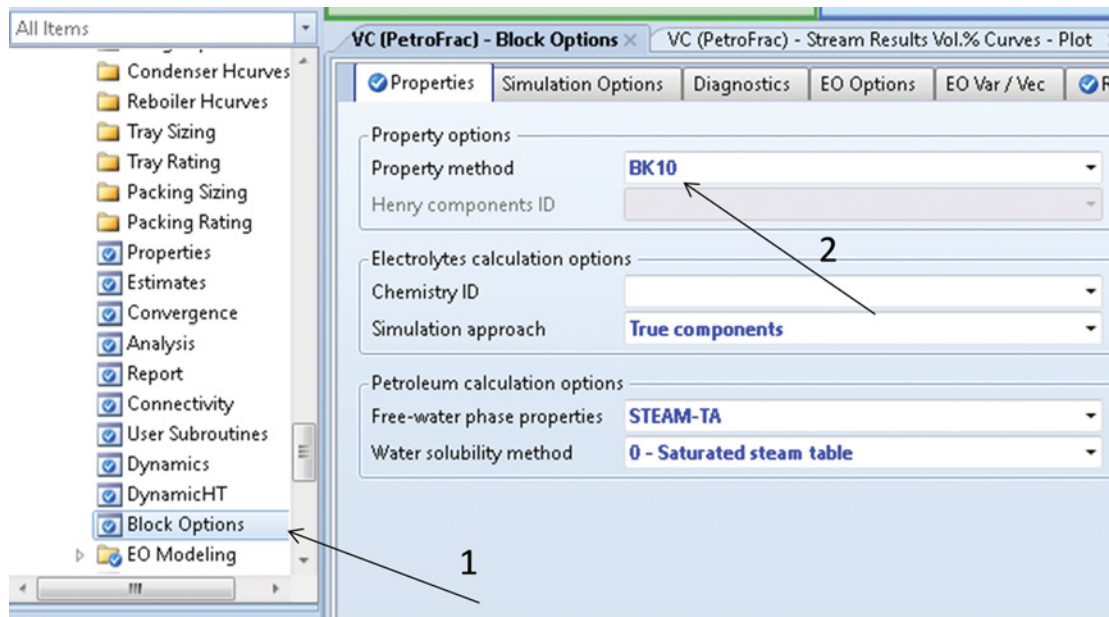 All Items
Condenser Hcurves
Reboiler Hcurves
Tray Sizing
Tray Rating
Packing Sizing
Packing Rating
Properties
Estimates
Convergence
Analysis
Report
Connectivity
User Subroutines
Dynamics
DynamicHT
Block Options
EO Modeling
1
VC (PetroFrac) - Block Options
VC (PetroFrac) - Stream Results Vol.% Curves - Plot
Properties Simulation Options Diagnostics EO Options EO Var / Vec
Property options
Property method BK10
Henry components ID
2
Electrolytes calculation options
Chemistry ID
Simulation approach True components
Petroleum calculation options
Free-water phase properties STEAM-TA
Water solubility method 0 - Saturated steam table